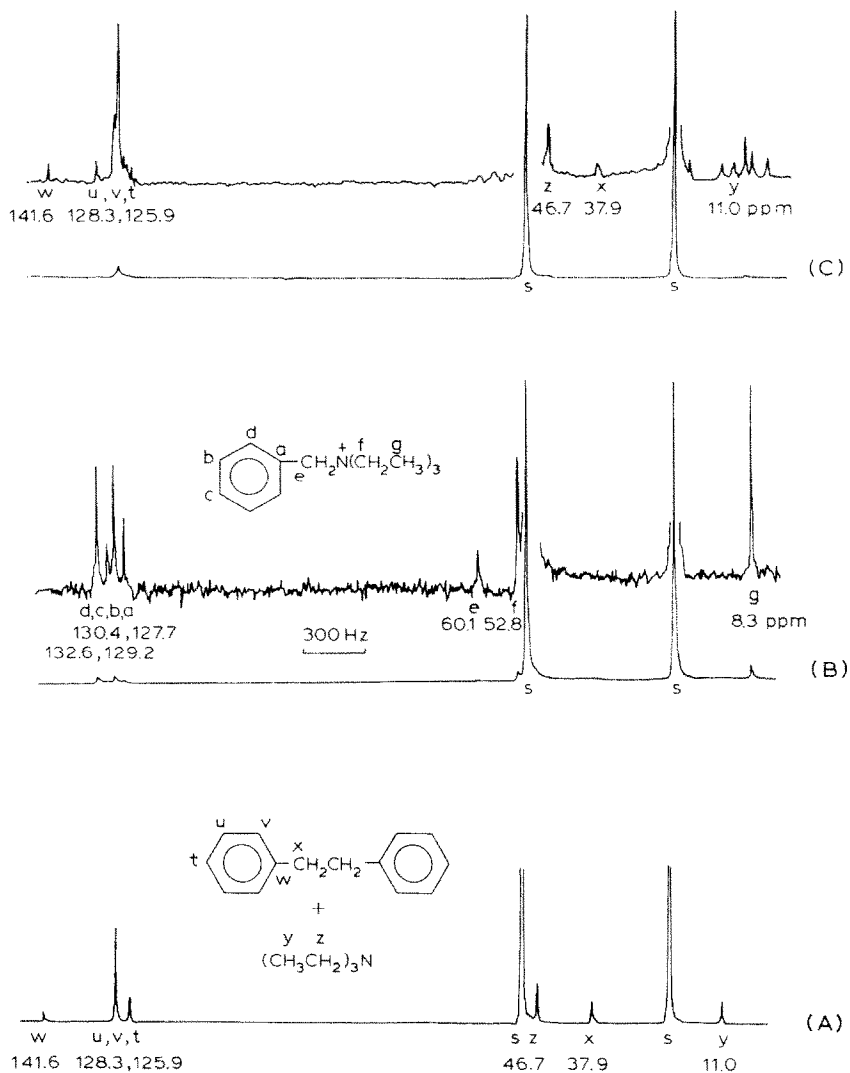 w u,v,t z x y
141.6 128.3,125.9 46.7 37.9 11.0 ppm
s s (C)
d
b a + f g
CH₂N(CH₂CH₃)₃
c e
d,c,b,a e f g
130.4,127.7 60.1 52.8 8.3 ppm
132.6,129.2 300 Hz
s s (B)
u v
t x
CH₂CH₂
w
+
y z
(CH₃CH₂)₃N
(A)
w u,v,t s z x s y
141.6 128.3,125.9 46.7 37.9 11.0